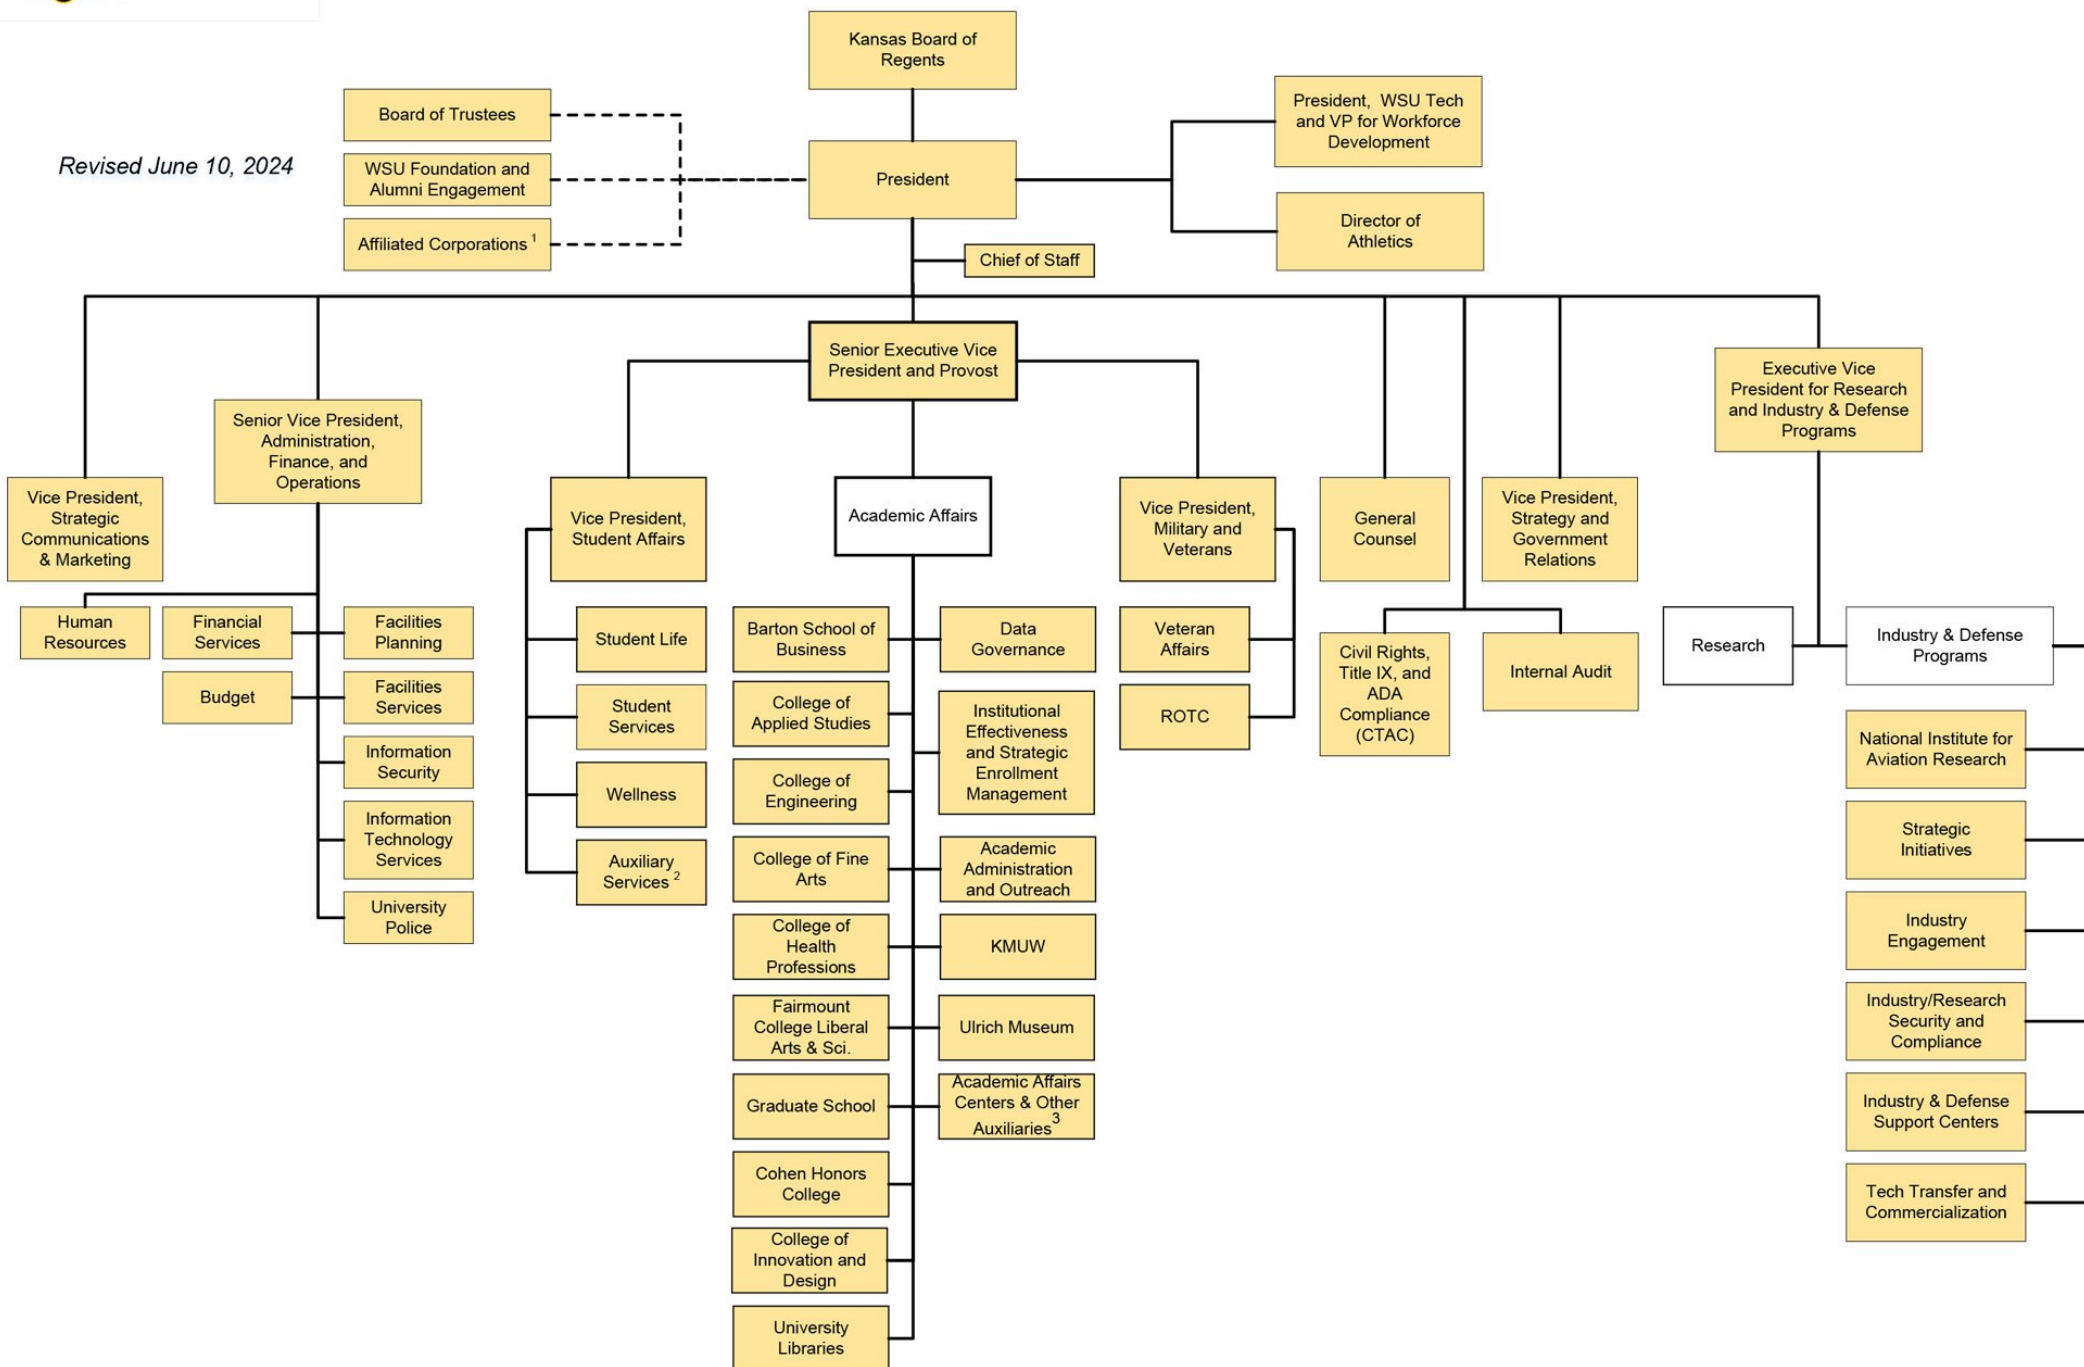 Kansas Board of
Regents
Board of Trustees
President, WSU Tech
and VP for Workforce
Development
Revised June 10, 2024
WSU Foundation and
Alumni Engagement
President
Affiliated Corporations 1
Director of
Athletics
Chief of Staff
Senior Executive Vice
President and Provost
Executive Vice
President for Research
and Industry & Defense
Programs
Senior Vice President,
Administration,
Finance, and
Operations
Vice President,
Strategic
Communications
& Marketing
Vice President,
Student Affairs
Academic Affairs
Vice President,
Military and
Veterans
General
Counsel
Vice President,
Strategy and
Government
Relations
Human
Resources
Financial
Services
Facilities
Planning
Budget
Facilities
Services
Information
Security
Information
Technology
Services
University
Police
Student Life
Student
Services
Wellness
Auxiliary
Services 2
Barton School of
Business
Data
Governance
College of
Applied Studies
Institutional
Effectiveness
and Strategic
Enrollment
Management
College of
Engineering
College of Fine
Arts
Academic
Administration
and Outreach
College of
Health
Professions
KMUW
Fairmount
College Liberal
Arts & Sci.
Ulrich Museum
Graduate School
Academic Affairs
Centers & Other
Auxiliaries 3
Cohen Honors
College
College of
Innovation and
Design
University
Libraries
Veteran
Affairs
ROTC
Civil Rights,
Title IX, and
ADA
Compliance
(CTAC)
Internal Audit
Research
Industry & Defense
Programs
National Institute for
Aviation Research
Strategic
Initiatives
Industry
Engagement
Industry/Research
Security and
Compliance
Industry & Defense
Support Centers
Tech Transfer and
Commercialization